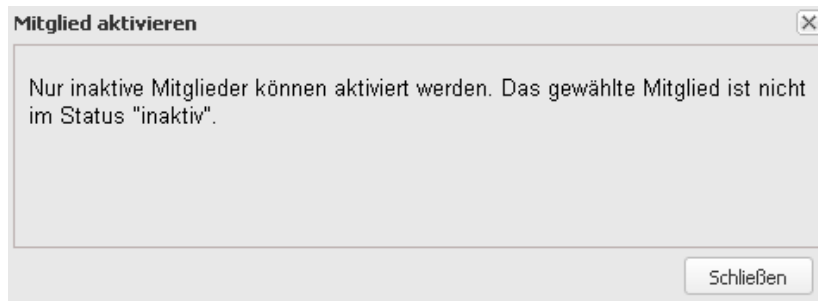 Mitglied aktivieren
Nur inaktive Mitglieder können aktiviert werden. Das gewählte Mitglied ist nicht
im Status "inaktiv".
Schließen